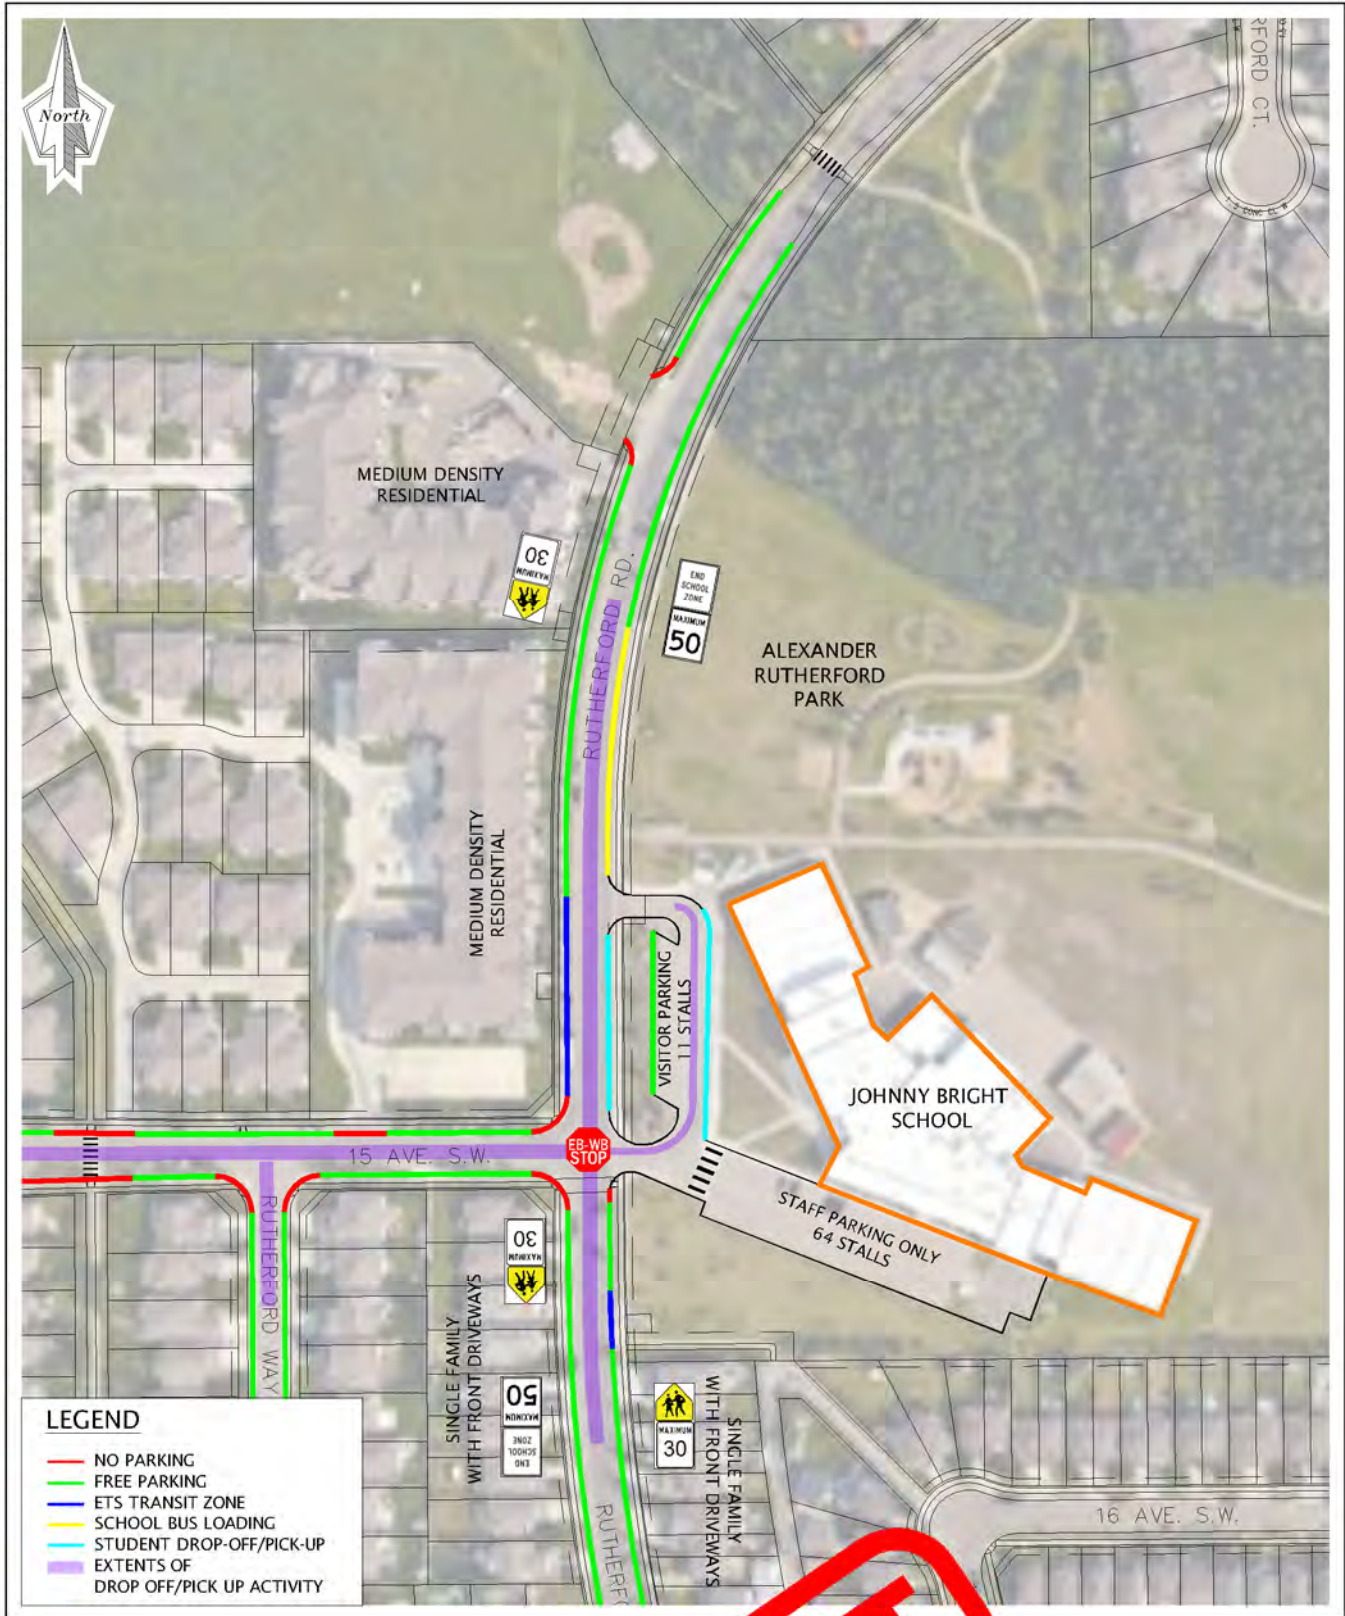 North
RFORD CT.
1.5 CONC CL W
MEDIUM DENSITY
RESIDENTIAL
MAXIMUM
30
RUTHERFORD RD.
END
SCHOOL
ZONE
MAXIMUM
50
ALEXANDER
RUTHERFORD
PARK
MEDIUM DENSITY
RESIDENTIAL
VISITOR PARKING
11 STALLS
JOHNNY BRIGHT
SCHOOL
EB-WB
STOP
15 AVE. S.W.
RUTHERFORD WAY
STAFF PARKING ONLY
64 STALLS
MAXIMUM
30
SINGLE FAMILY
WITH FRONT DRIVEWAYS
END
SCHOOL
ZONE
MAXIMUM
50
MAXIMUM
30
SINGLE FAMILY
WITH FRONT DRIVEWAYS
RUTHERF
16 AVE. S.W.
LEGEND
NO PARKING
FREE PARKING
ETS TRANSIT ZONE
SCHOOL BUS LOADING
STUDENT DROP-OFF/PICK-UP
EXTENTS OF
DROP OFF/PICK UP ACTIVITY